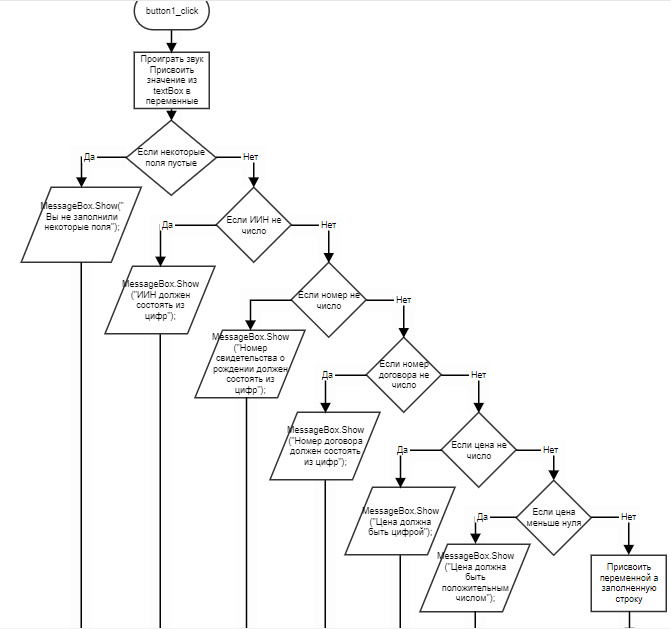 button1_click
Проиграть звук
Присвоить
значение из
textBox в
переменные
Если некоторые
поля пустые
Да
Нет
MessageBox.Show("
Вы не заполнили
некоторые поля");
Если ИИН не
число
Да
Нет
MessageBox.Show
("ИИН должен
состоять из
цифр");
Если номер не
число
Нет
MessageBox.Show
("Номер
свидетельства о
рождении должен
состоять из
цифр");
Если номер
договора не
число
Да
Нет
MessageBox.Show
("Номер договора
должен состоять
из цифр");
Если цена не
число
Да
Нет
MessageBox.Show
("Цена должна
быть цифрой");
Если цена
меньше нуля
Да
Нет
MessageBox.Show
("Цена должна
быть
положительным
числом");
Присвоить
переменной a
заполненную
строку